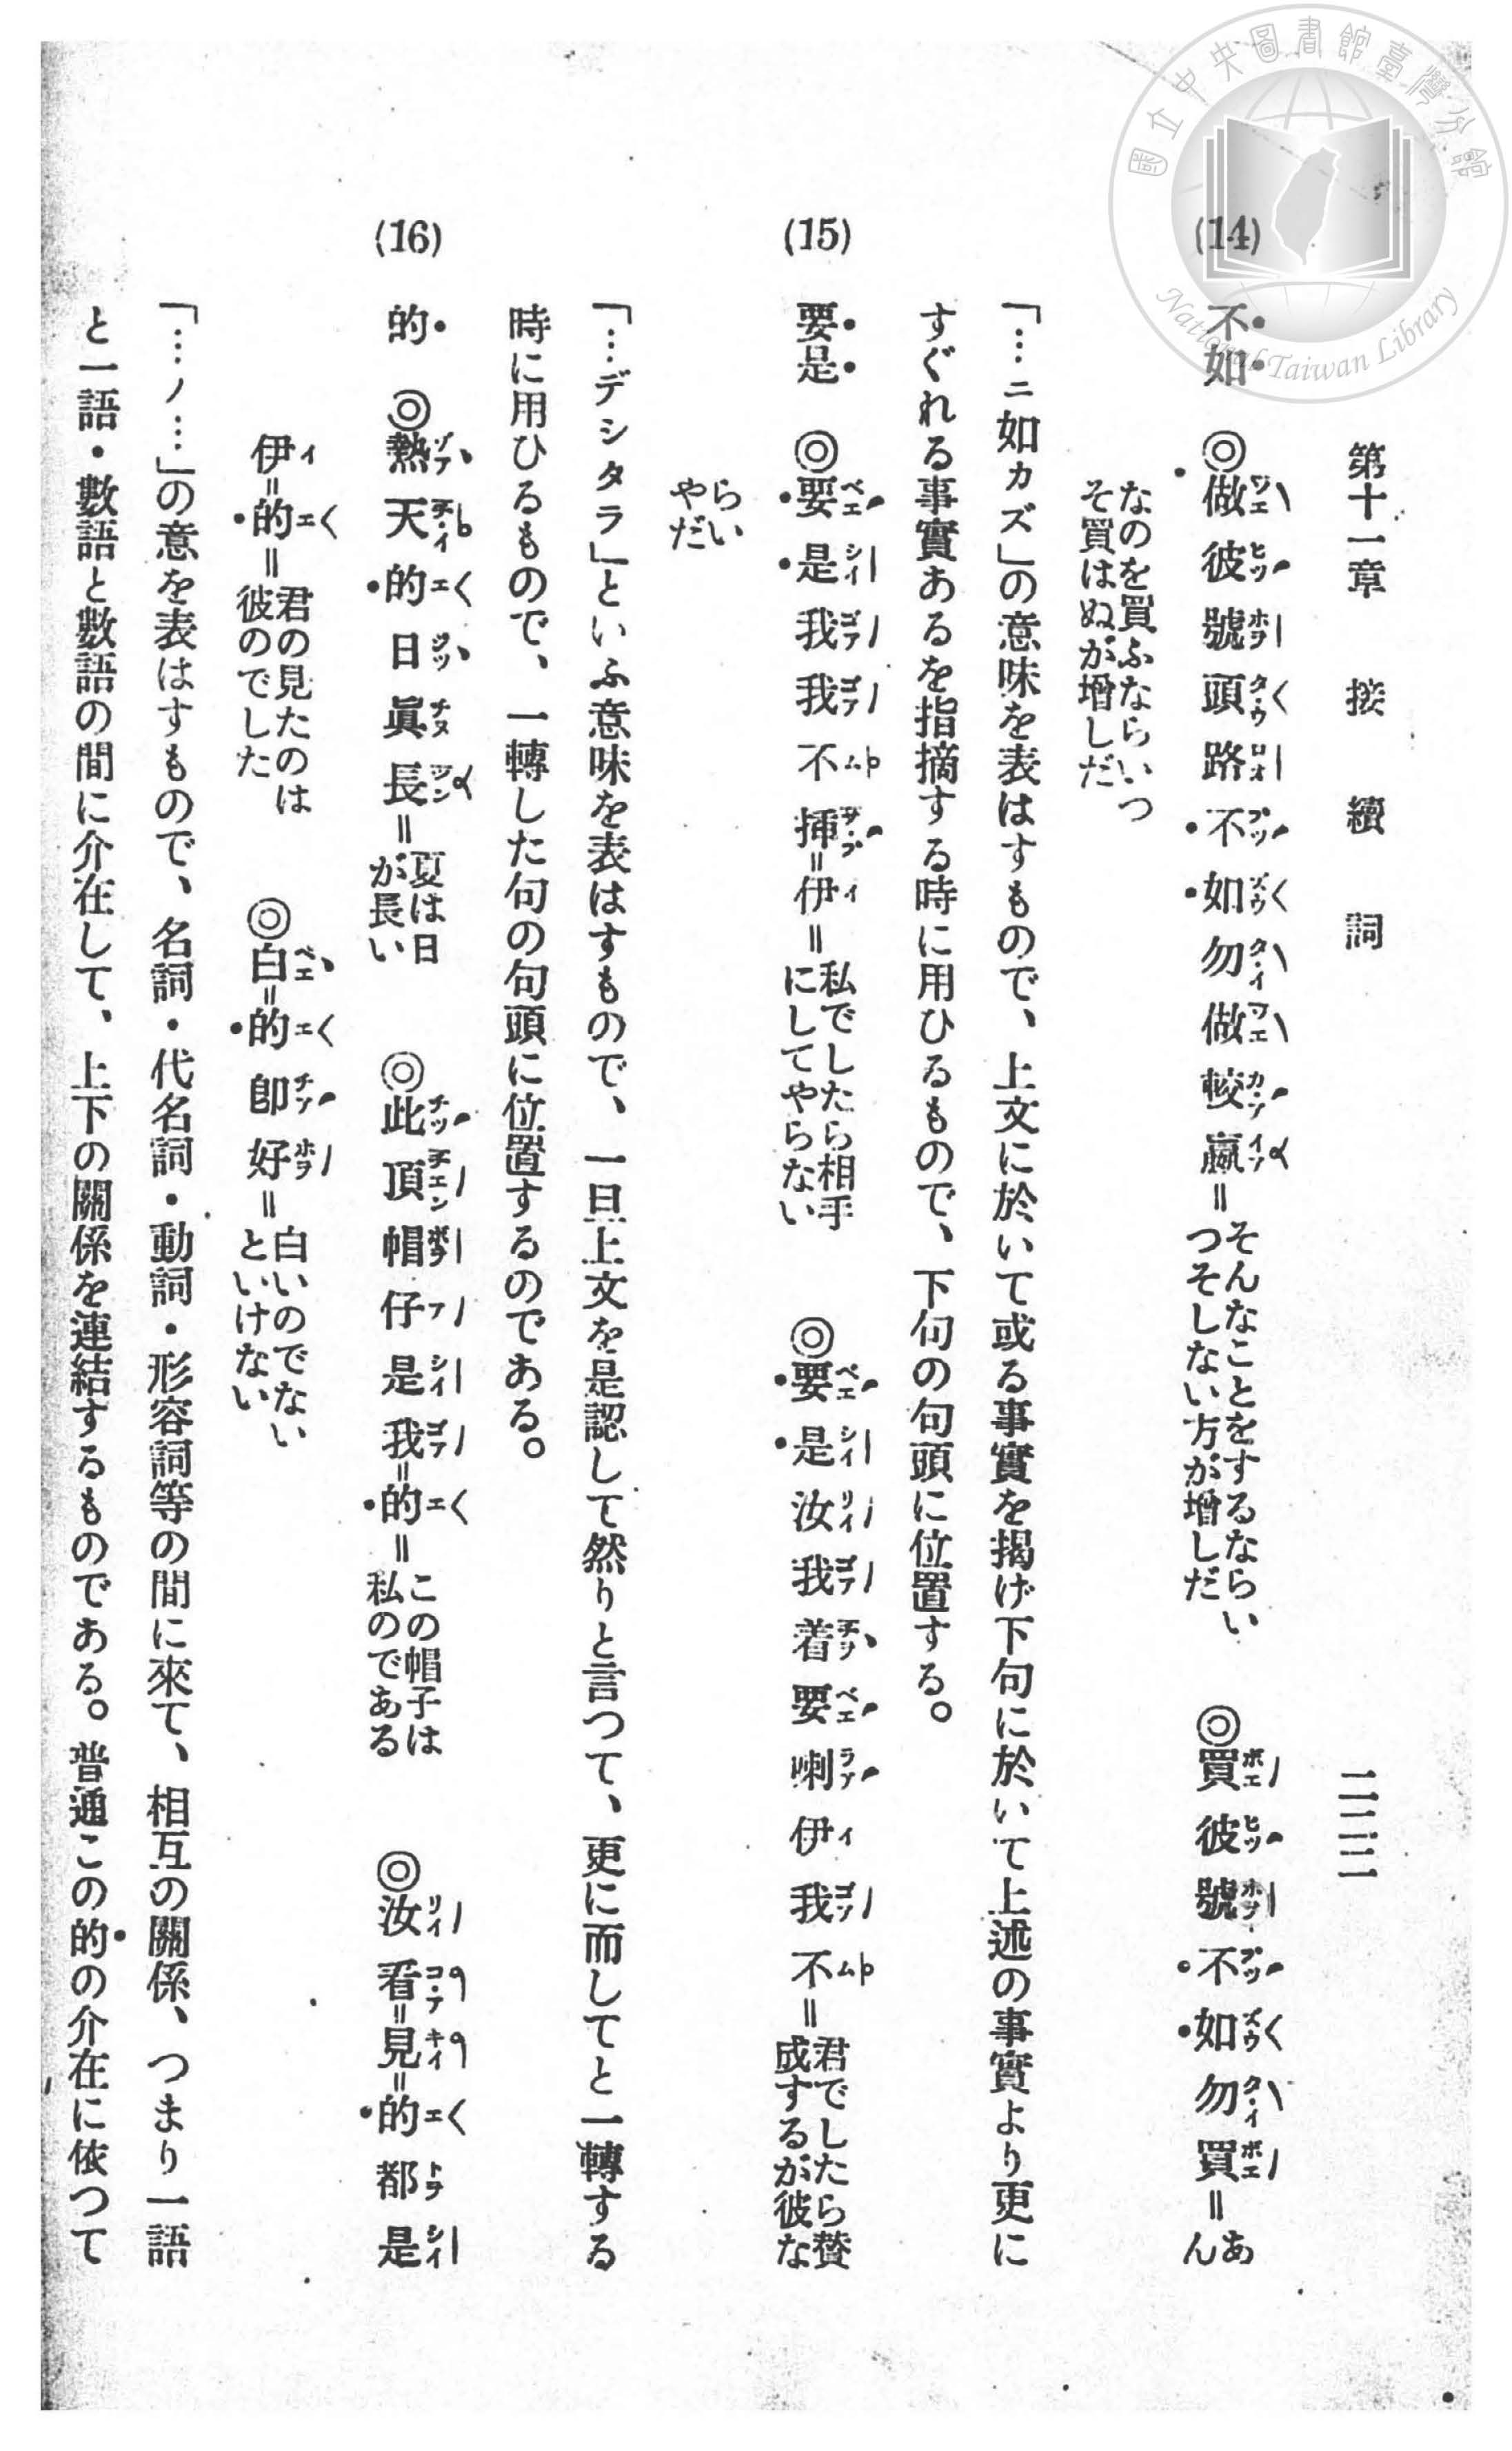 第十一章 接續詞 二三二
(14) 不如 ◎做彼號頭路不如勿做較贏＝そんなことをするならいつそしない方が增しだ ◎買彼號不如勿買＝あんなのを買ふならいつそ買はぬが增しだ
「…ニ如カズ」の意味を表はすもので、上文に於いて或る事實を揭げ下句に於いて上述の事實より更に
すぐれる事實あるを指摘する時に用ひるもので、下句の句頭に位置する。
(15) 要是 ◎要是我我不挿＝伊＝私でしたら相手にしてやらない ◎要是汝我着要喇伊我不＝君でしたら賛成するが彼ならいやだ
「…デシタラ」といふ意味を表はすもので、一旦上文を是認して然りと言つて、更に而してと一轉する
時に用ひるもので、一轉した句の句頭に位置するのである。
(16) 的 ◎熱天的日眞長＝夏は日が長い ◎此頂帽仔是我＝的＝この帽子は私のである ◎汝看＝見＝的都是
伊＝的＝君の見たのは彼のでした ◎白＝的卽好＝白いのでないといけない
「…ノ…」の意を表はすもので、名詞・代名詞・動詞・形容詞等の間に來て、相互の關係、つまり一語
と一語・數語と數語の間に介在して、上下の關係を連結するものである。普通この的の介在に依つて
國立中央圖書館臺灣分館
National Taiwan Library